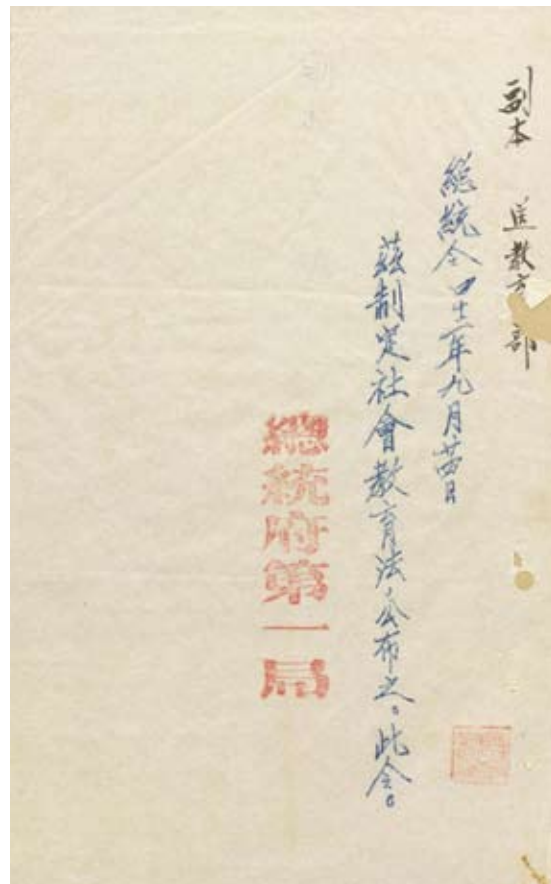 副本 送教育部
總統令 四十二年九月廿四日
茲制定社會教育法,公布之。此令。
總統府第一局